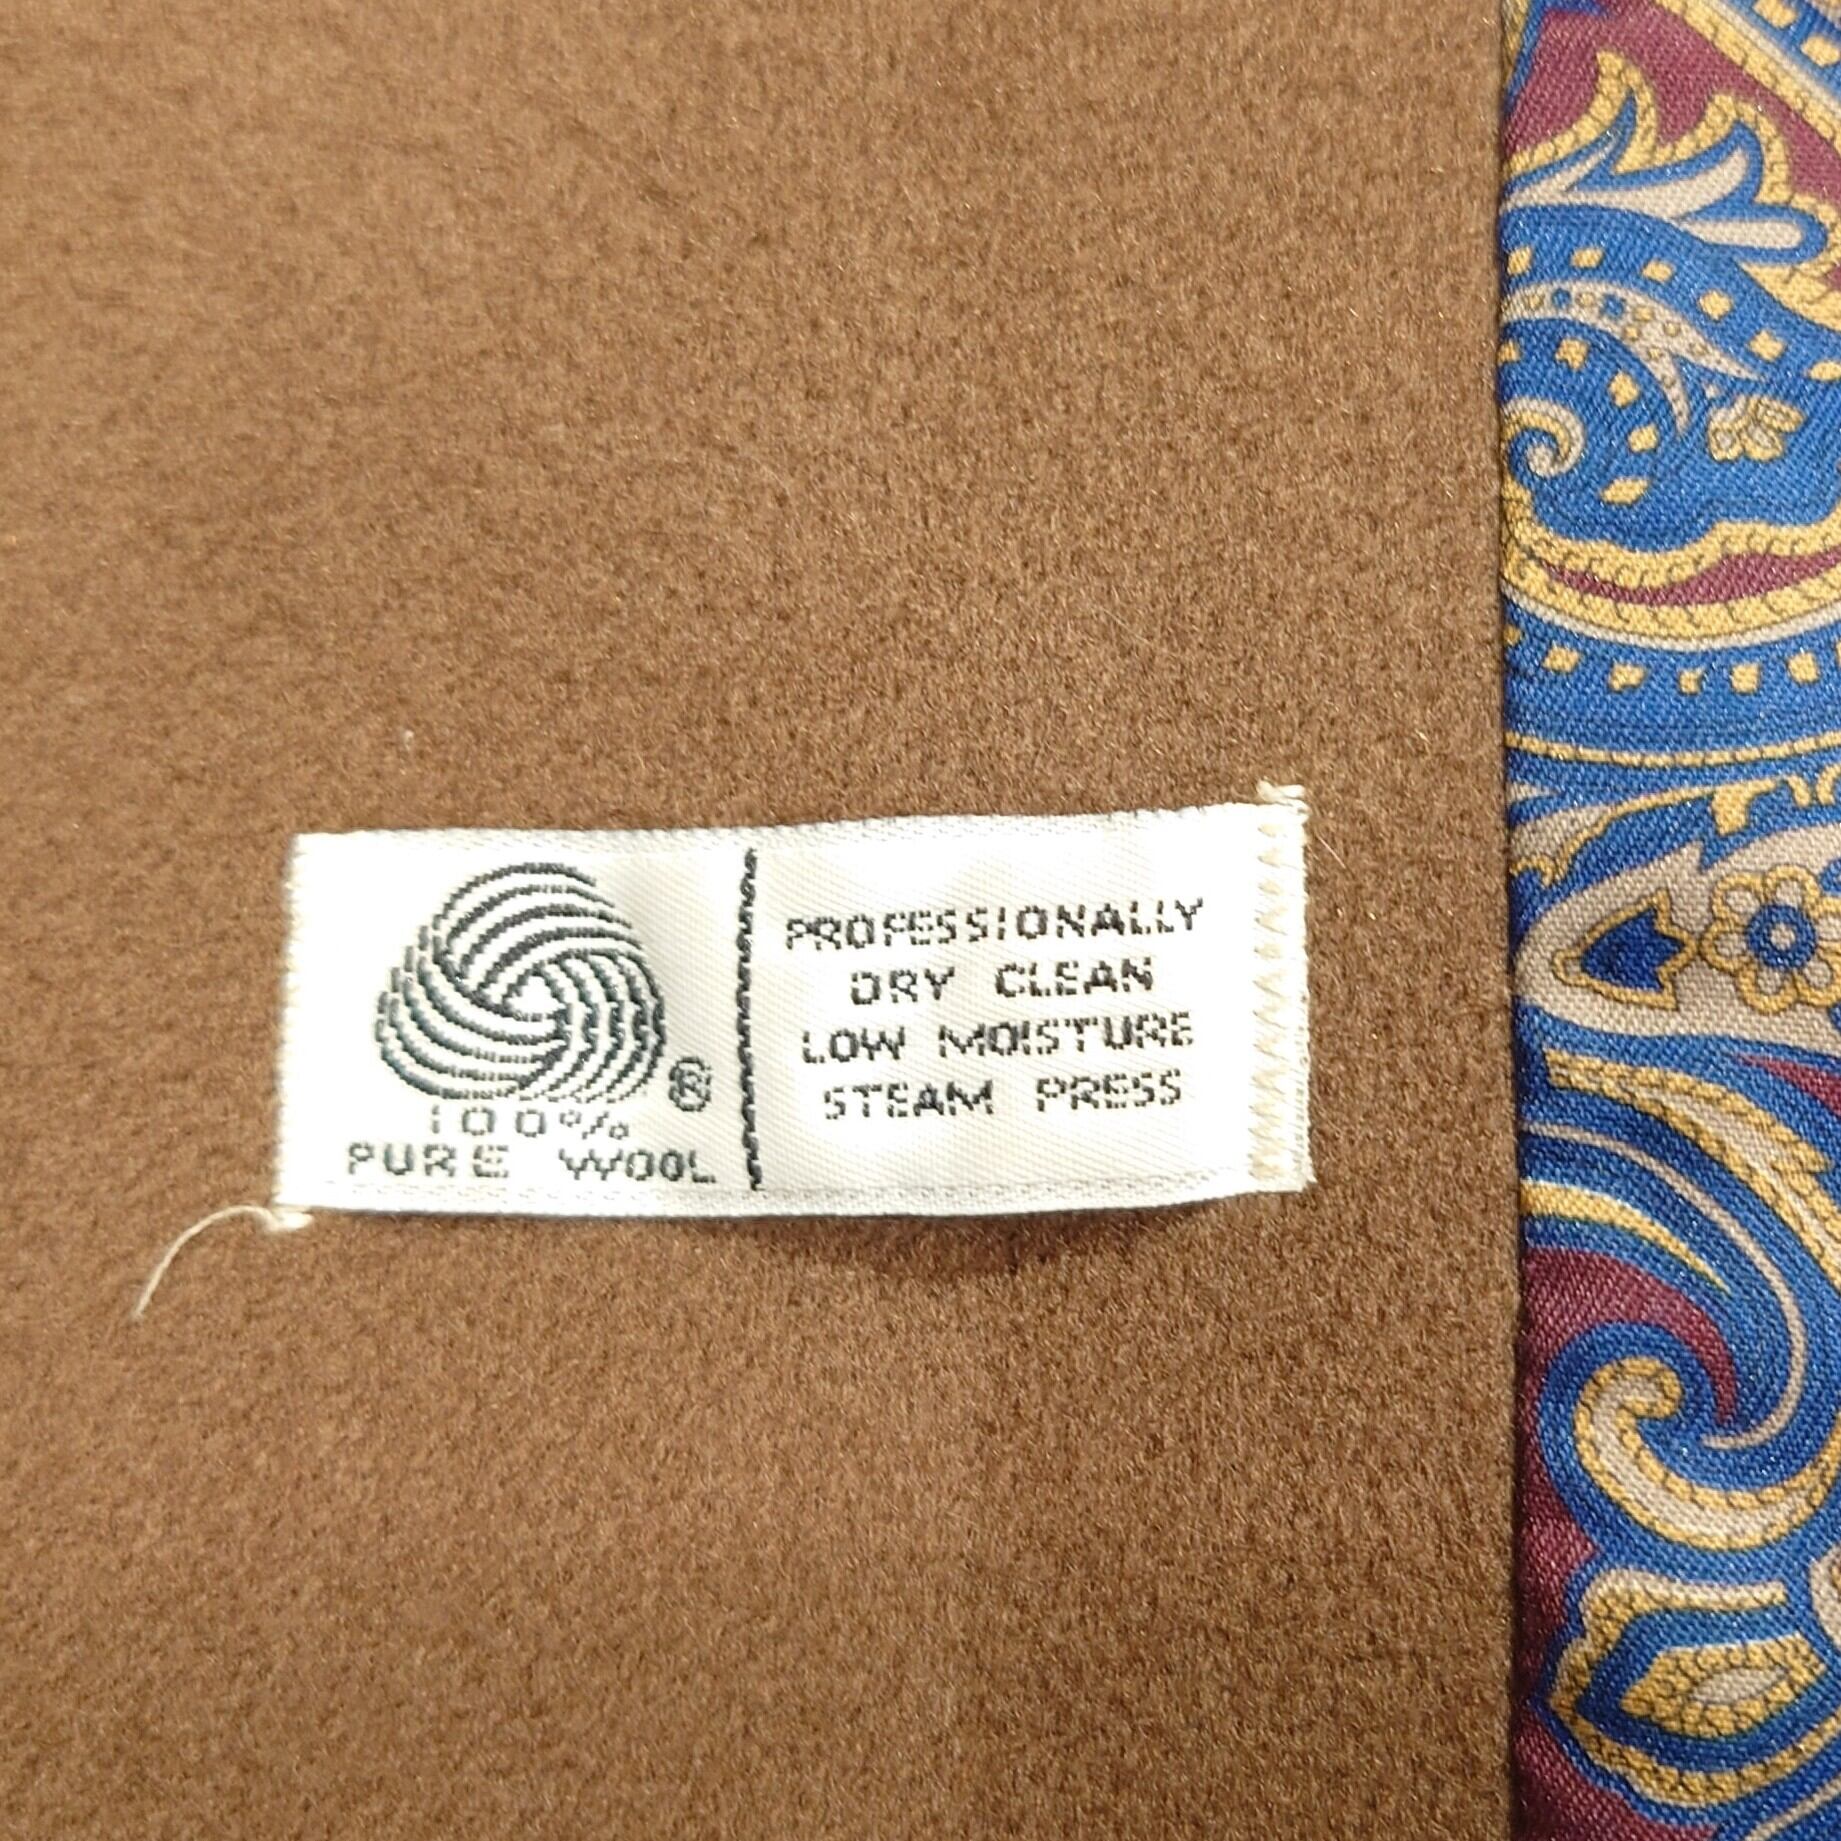 ®
100%
PURE WOOL
PROFESSIONALLY
DRY CLEAN
LOW MOISTURE
STEAM PRESS